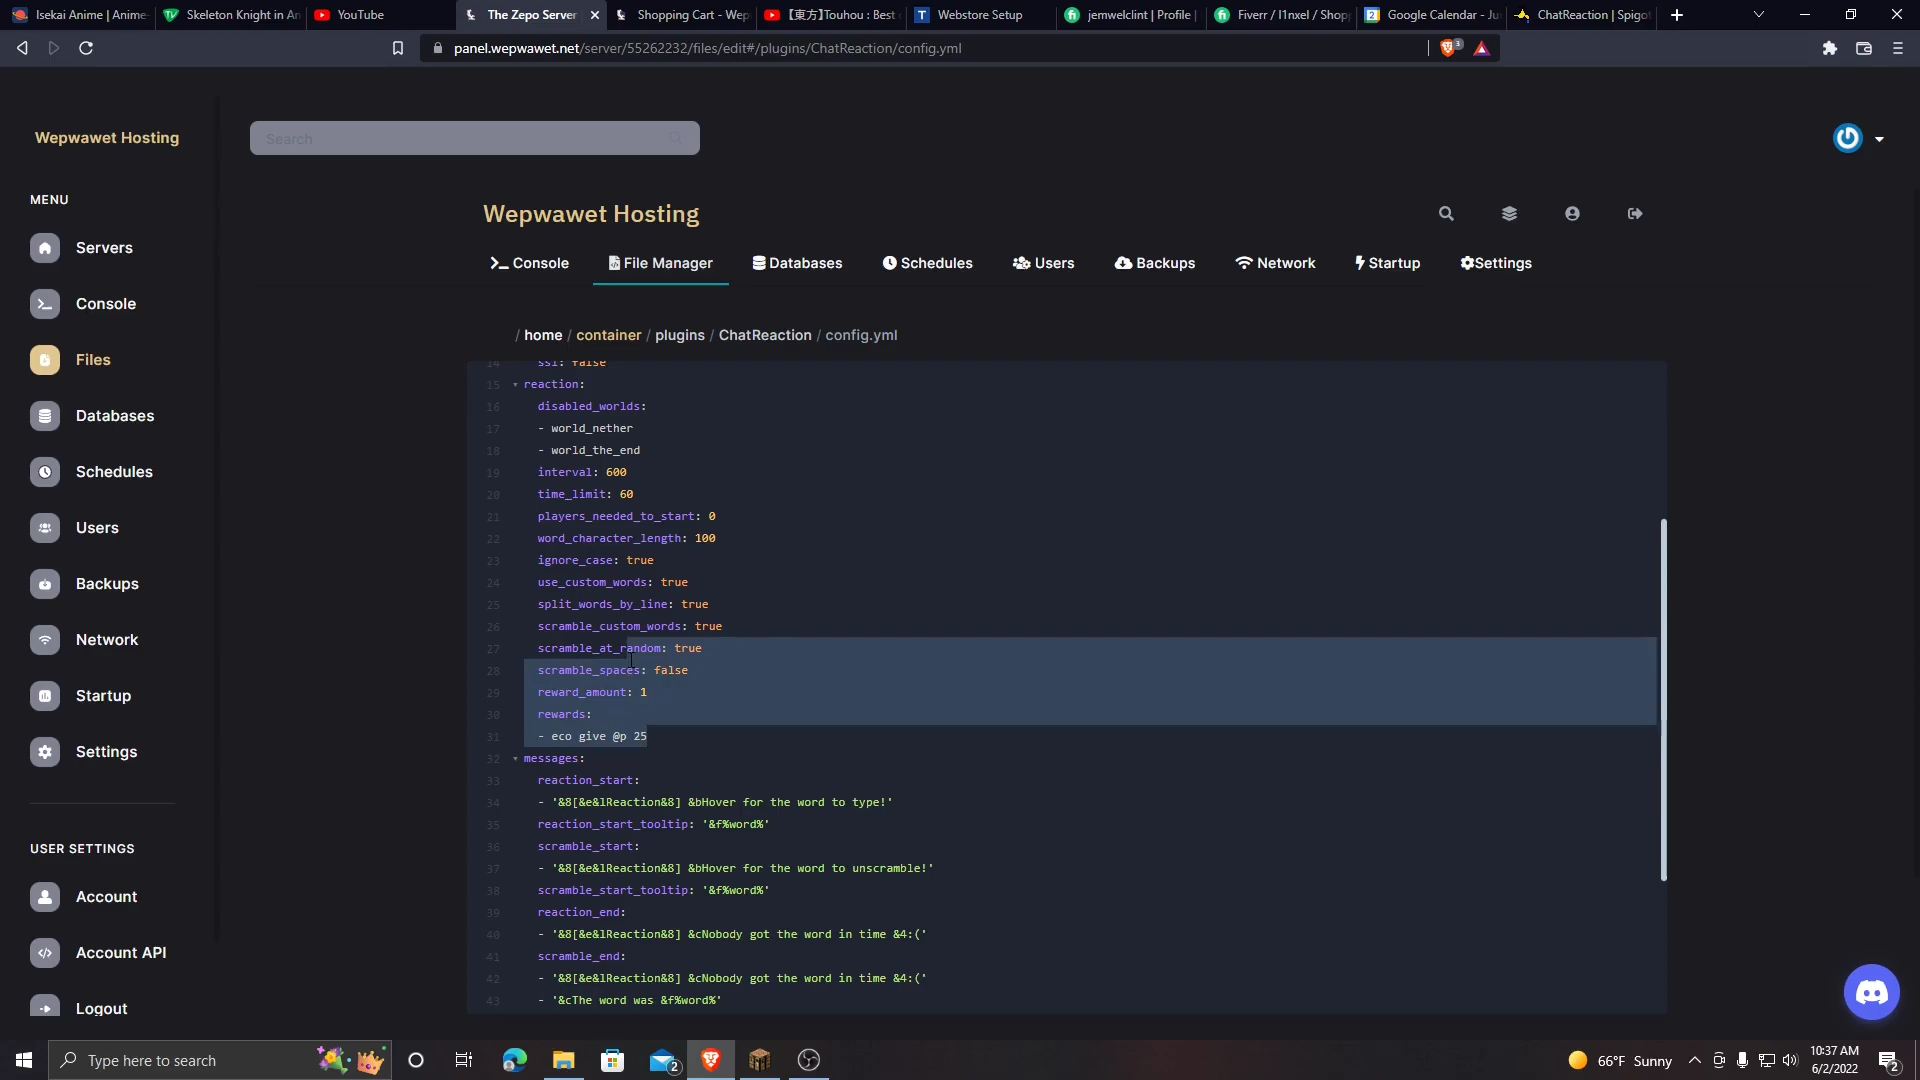 Isekai Anime | Anime-
Skeleton Knight in An
YouTube
The Zepo Server
Shopping Cart - Wep
【東方】Touhou : Best
Webstore Setup
jemwelclint | Profile |
Fiverr / l1nxel / Shop
Google Calendar - Ju
ChatReaction | Spigot
panel.wepwawet.net/server/55262232/files/edit#/plugins/ChatReaction/config.yml
3
Wepwawet Hosting
Search
MENU
Servers
Console
Files
Databases
Schedules
Users
Backups
Network
Startup
Settings
USER SETTINGS
Account
Account API
Logout
Wepwawet Hosting
Console
File Manager
Databases
Schedules
Users
Backups
Network
Startup
Settings
/ home / container / plugins / ChatReaction / config.yml
14 ssl: false
15 reaction:
16 disabled_worlds:
17 - world_nether
18 - world_the_end
19 interval: 600
20 time_limit: 60
21 players_needed_to_start: 0
22 word_character_length: 100
23 ignore_case: true
24 use_custom_words: true
25 split_words_by_line: true
26 scramble_custom_words: true
27 scramble_at_random: true
28 scramble_spaces: false
29 reward_amount: 1
30 rewards:
31 - eco give @p 25
32 messages:
33 reaction_start:
34 - '&8[&e&lReaction&8] &bHover for the word to type!'
35 reaction_start_tooltip: '&f%word%'
36 scramble_start:
37 - '&8[&e&lReaction&8] &bHover for the word to unscramble!'
38 scramble_start_tooltip: '&f%word%'
39 reaction_end:
40 - '&8[&e&lReaction&8] &cNobody got the word in time &4:('
41 scramble_end:
42 - '&8[&e&lReaction&8] &cNobody got the word in time &4:('
43 - '&cThe word was &f%word%'
Type here to search
2
66°F Sunny
10:37 AM
6/2/2022
2